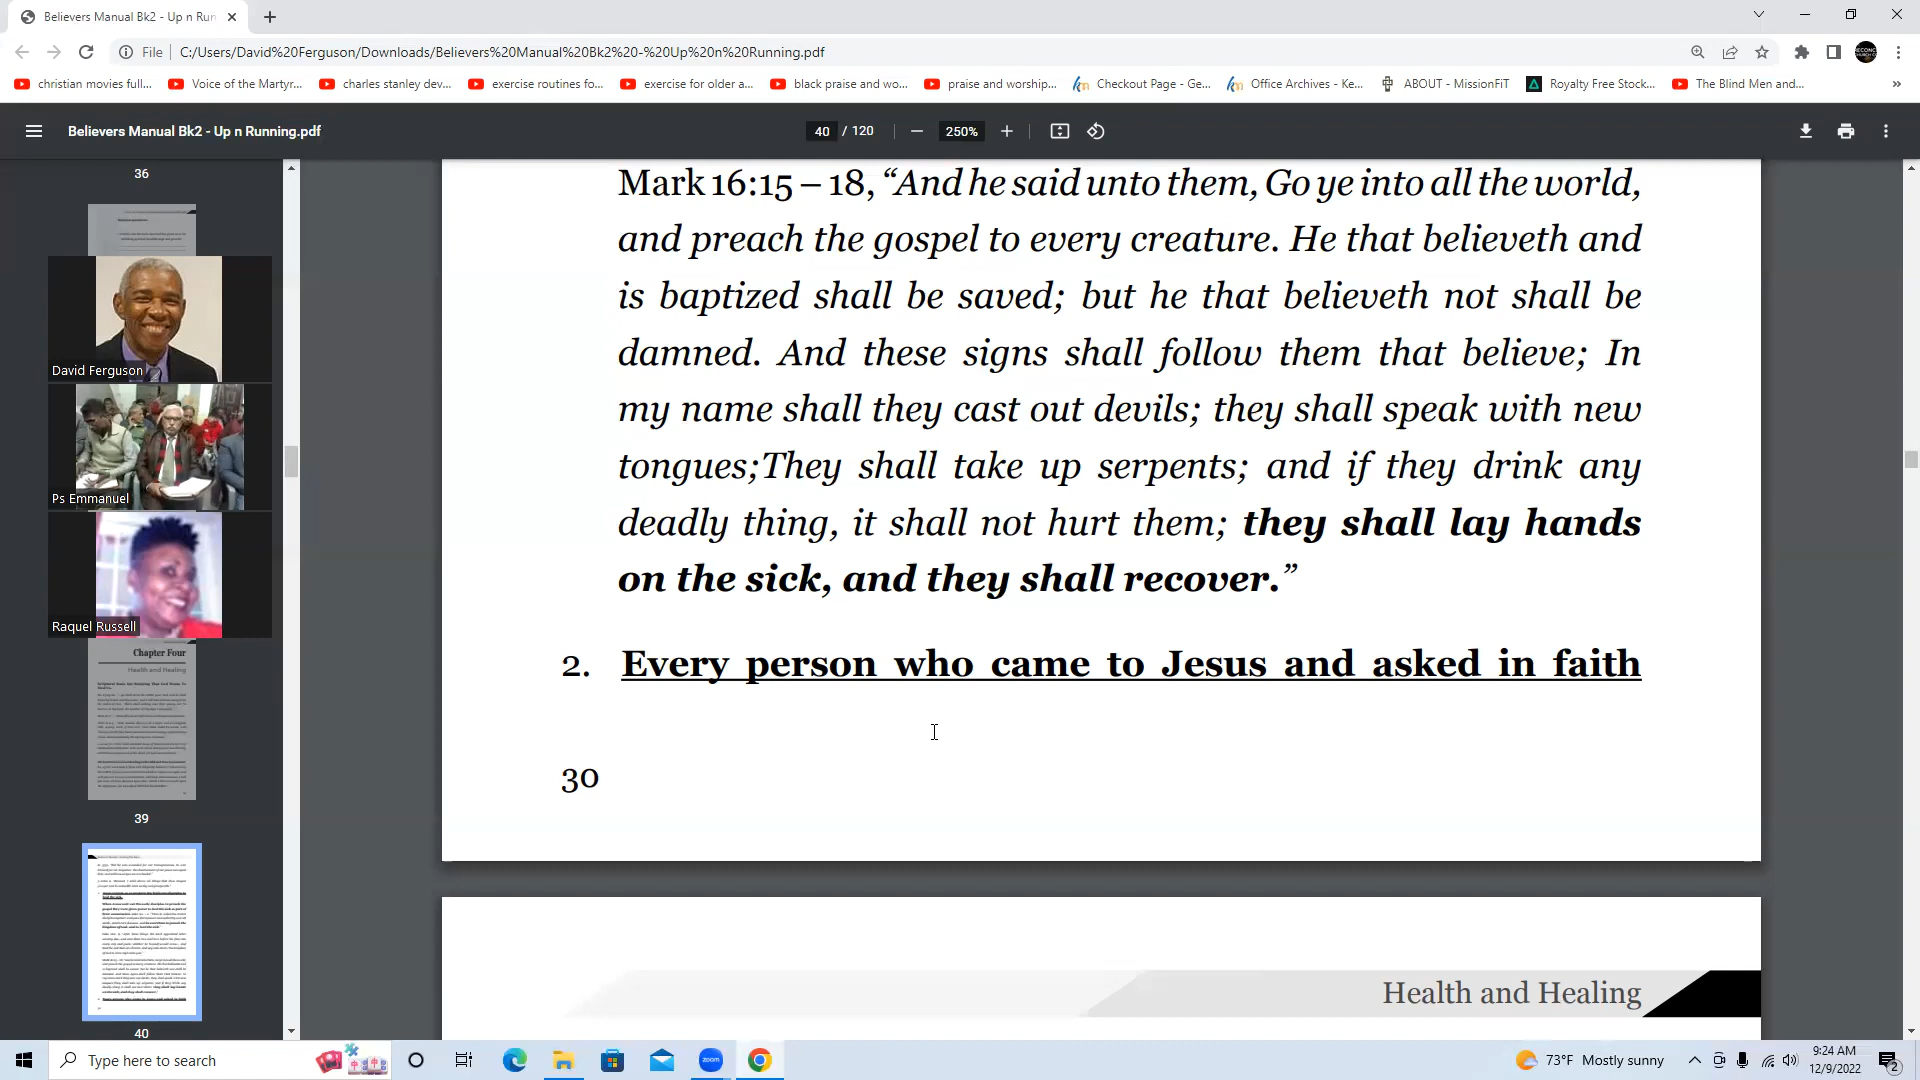 Believers Manual Bk2 - Up n Run
File C:/Users/David%20Ferguson/Downloads/Believers%20Manual%20Bk2%20-%20Up%20n%20Running.pdf
christian movies full... Voice of the Martyr... charles stanley dev... exercise routines fo... exercise for older a... black praise and wo... praise and worship... Checkout Page - Ge... Office Archives - Ke... ABOUT - MissionFiT Royalty Free Stock... The Blind Men and... »
Believers Manual Bk2 - Up n Running.pdf 40 / 120 250%
36
David Ferguson
Ps Emmanuel
Raquel Russell
Chapter Four
Health and Healing
39
40
Mark 16:15 – 18, “And he said unto them, Go ye into all the world,
and preach the gospel to every creature. He that believeth and
is baptized shall be saved; but he that believeth not shall be
damned. And these signs shall follow them that believe; In
my name shall they cast out devils; they shall speak with new
tongues;They shall take up serpents; and if they drink any
deadly thing, it shall not hurt them; they shall lay hands
on the sick, and they shall recover.”
2. Every person who came to Jesus and asked in faith
30
Health and Healing
Type here to search
zoom
73°F Mostly sunny
9:24 AM
12/9/2022
2